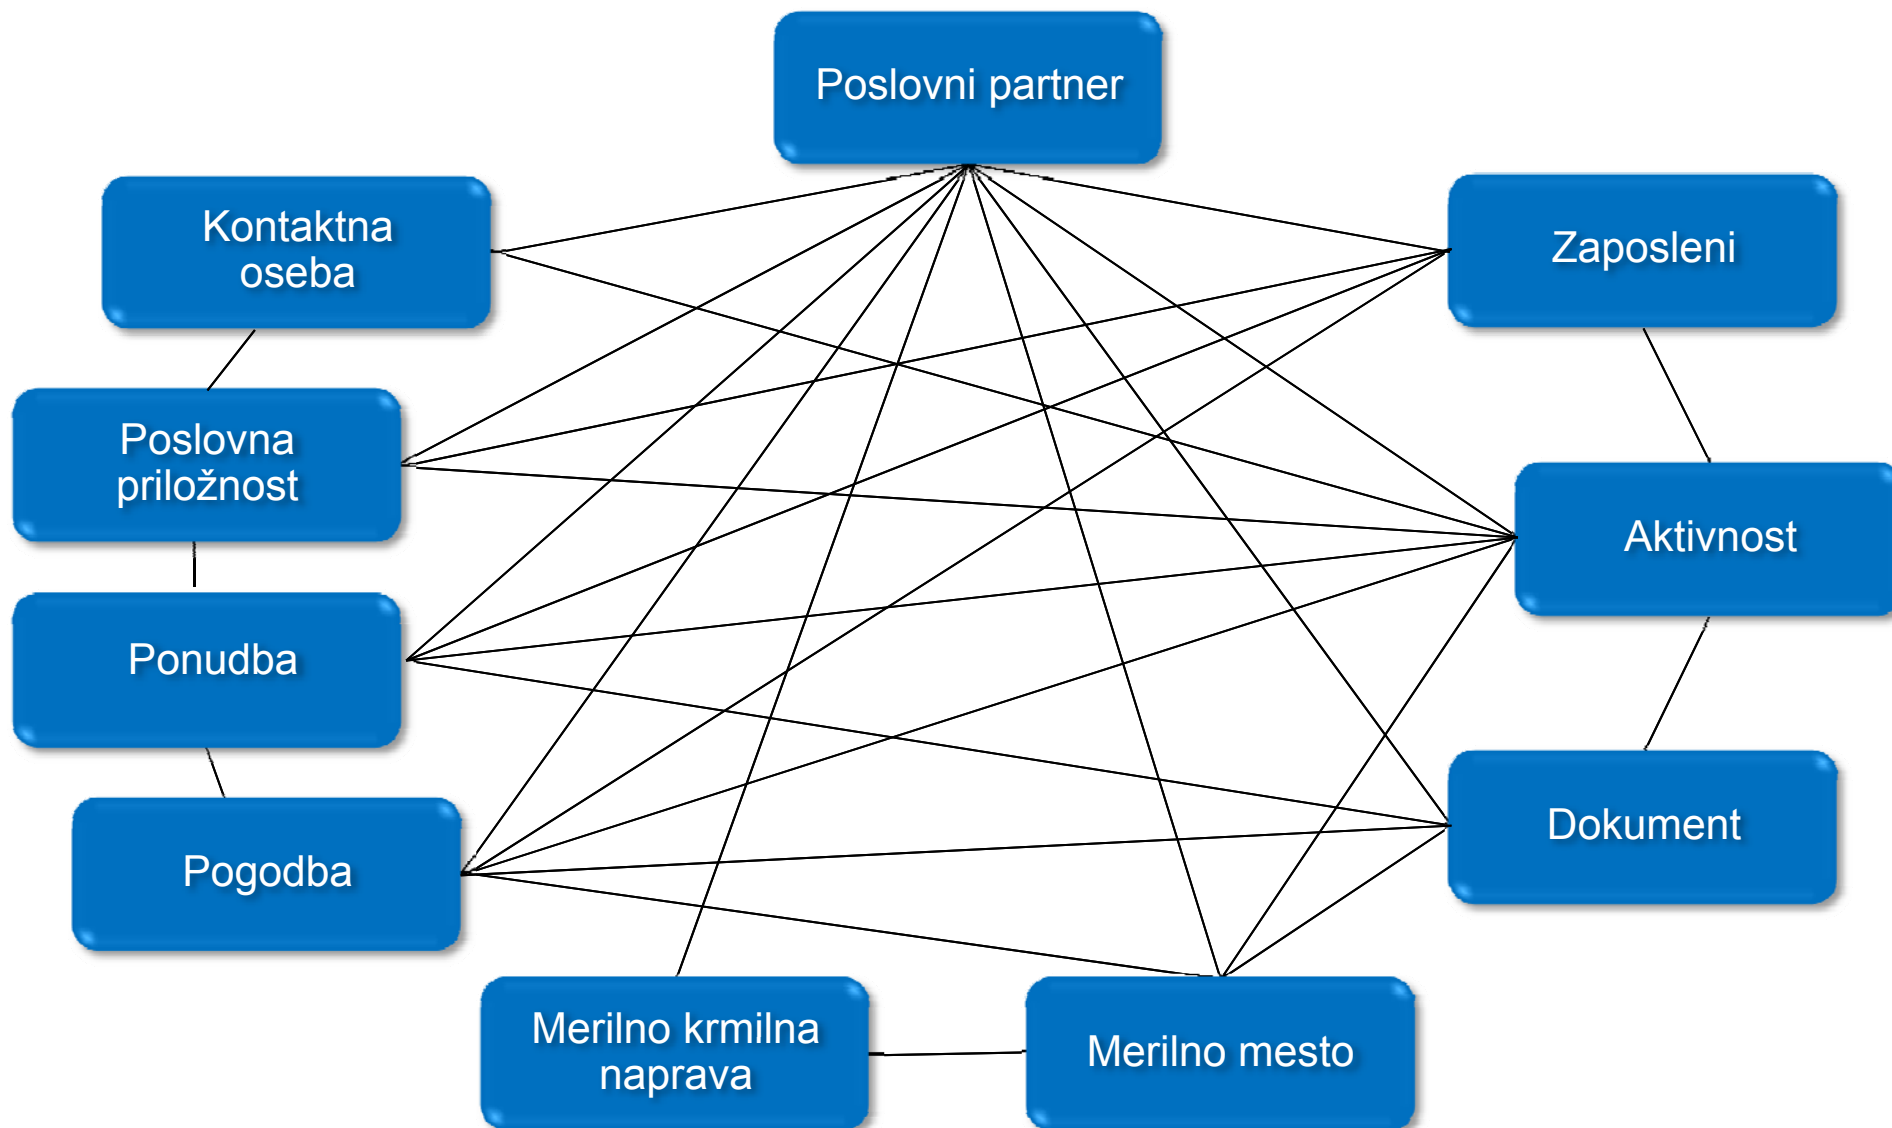 Poslovni partner
Kontaktna
oseba
Zaposleni
Poslovna
priložnost
Aktivnost
Ponudba
Dokument
Pogodba
Merilno krmilna
naprava
Merilno mesto